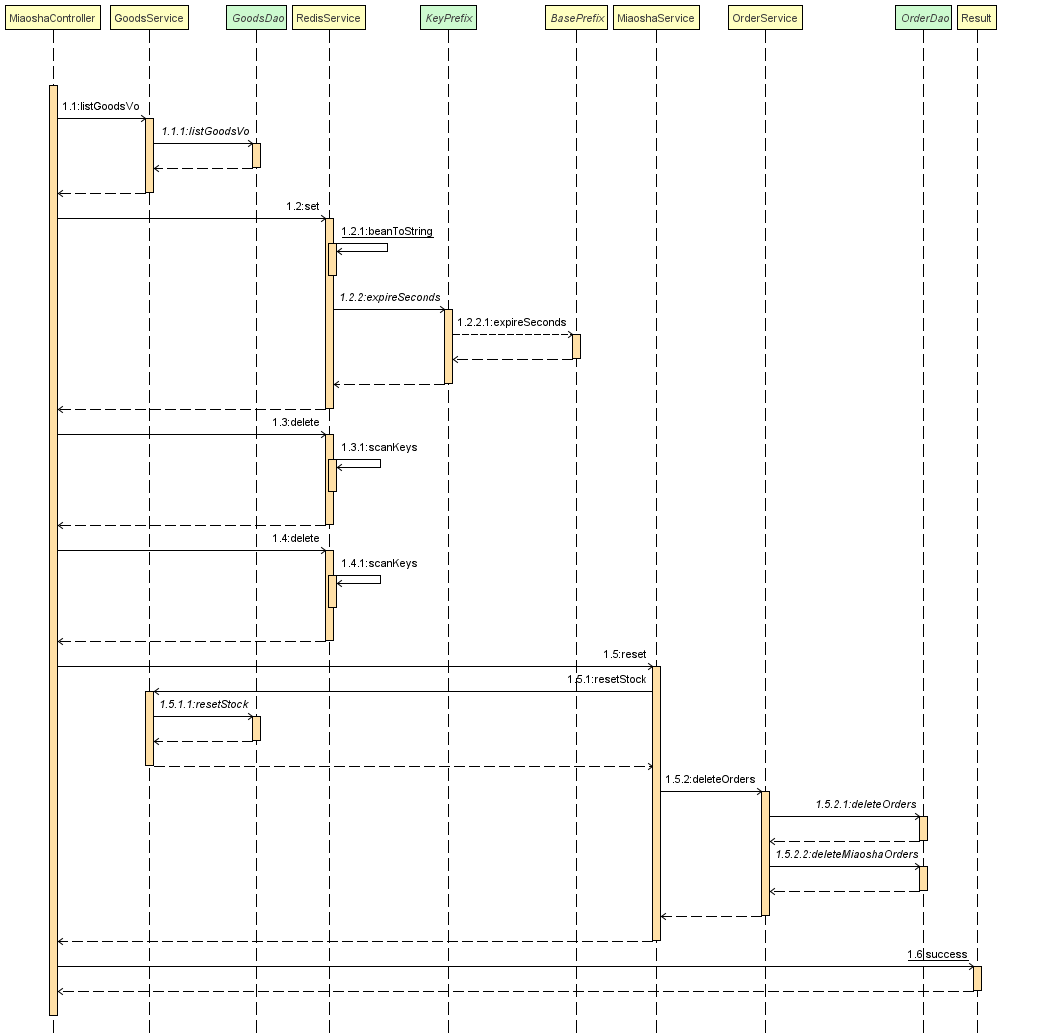 MiaoshaController
GoodsService
GoodsDao
RedisService
KeyPrefix
BasePrefix
MiaoshaService
OrderService
OrderDao
Result
1.1:listGoodsVo
1.1.1:listGoodsVo
1.2:set
1.2.1:beanToString
1.2.2:expireSeconds
1.2.2.1:expireSeconds
1.3:delete
1.3.1:scanKeys
1.4:delete
1.4.1:scanKeys
1.5:reset
1.5.1:resetStock
1.5.1.1:resetStock
1.5.2:deleteOrders
1.5.2.1:deleteOrders
1.5.2.2:deleteMiaoshaOrders
1.6:success